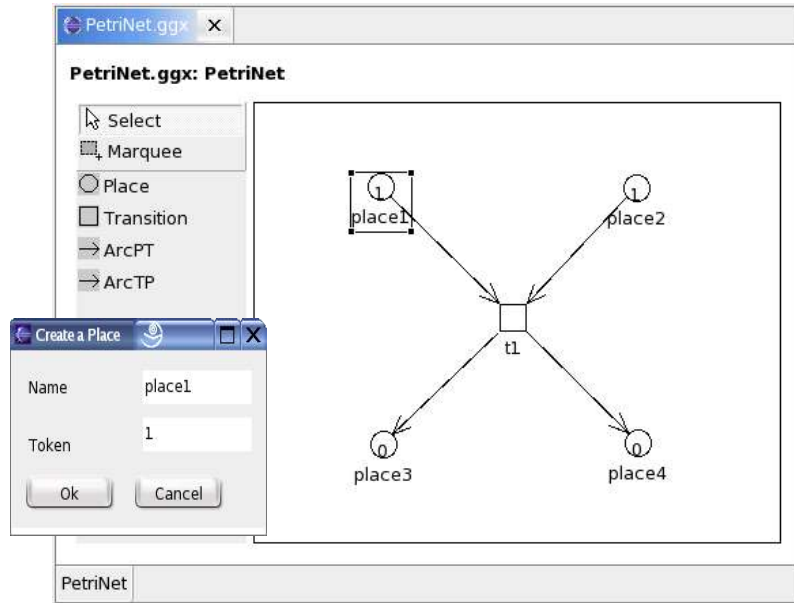 PetriNet.ggx
PetriNet.ggx: PetriNet
Select
Marquee
Place
Transition
ArcPT
ArcTP
1
place1
1
place2
t1
0
place3
0
place4
Create a Place
Name
place1
Token
1
Ok
Cancel
PetriNet